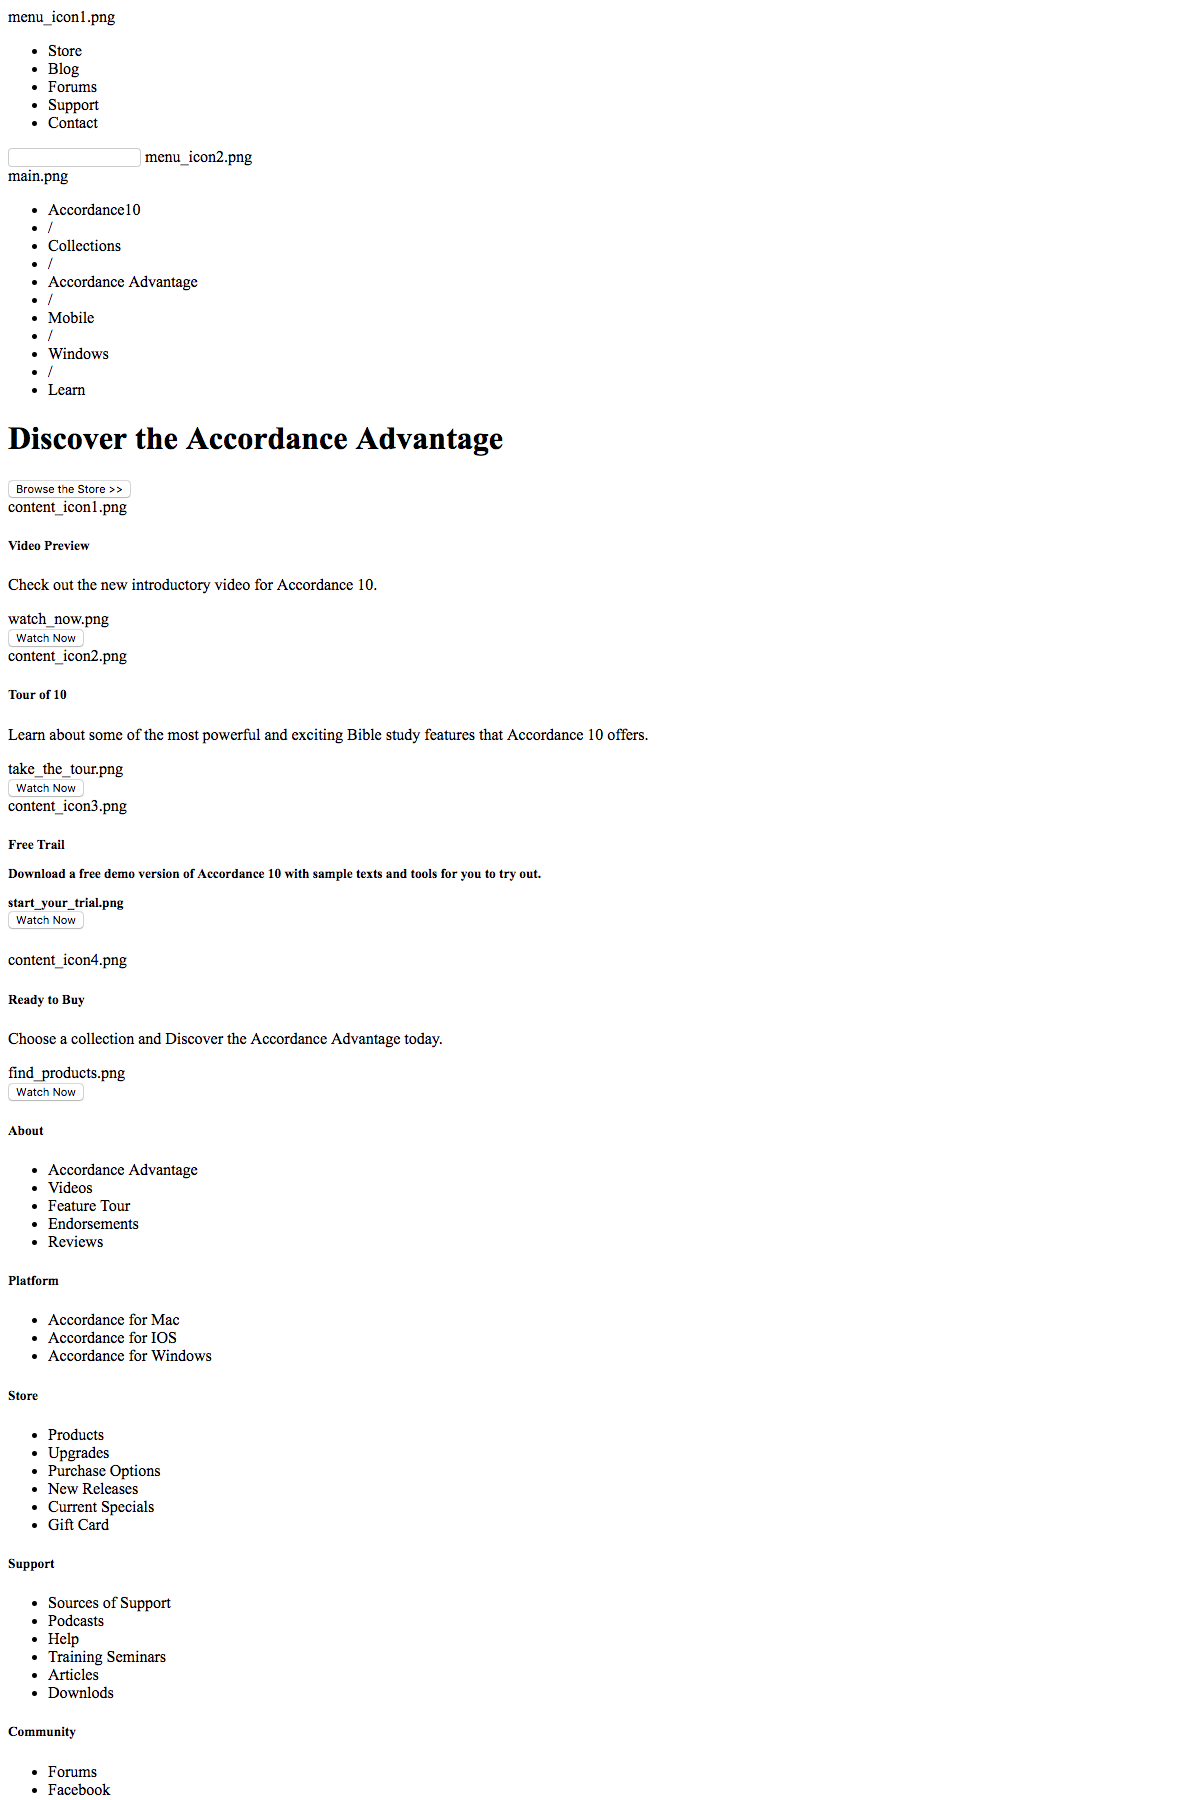 menu_icon1.png
Store
Blog
Forums
Support
Contact
menu_icon2.png
main.png
Accordance10
/
Collections
/
Accordance Advantage
/
Mobile
/
Windows
/
Learn
Discover the Accordance Advantage
Browse the Store >>
content_icon1.png
Video Preview
Check out the new introductory video for Accordance 10.
watch_now.png
Watch Now
content_icon2.png
Tour of 10
Learn about some of the most powerful and exciting Bible study features that Accordance 10 offers.
take_the_tour.png
Watch Now
content_icon3.png
Free Trail
Download a free demo version of Accordance 10 with sample texts and tools for you to try out.
start_your_trial.png
Watch Now
content_icon4.png
Ready to Buy
Choose a collection and Discover the Accordance Advantage today.
find_products.png
Watch Now
About
Accordance Advantage
Videos
Feature Tour
Endorsements
Reviews
Platform
Accordance for Mac
Accordance for IOS
Accordance for Windows
Store
Products
Upgrades
Purchase Options
New Releases
Current Specials
Gift Card
Support
Sources of Support
Podcasts
Help
Training Seminars
Articles
Downlods
Community
Forums
Facebook